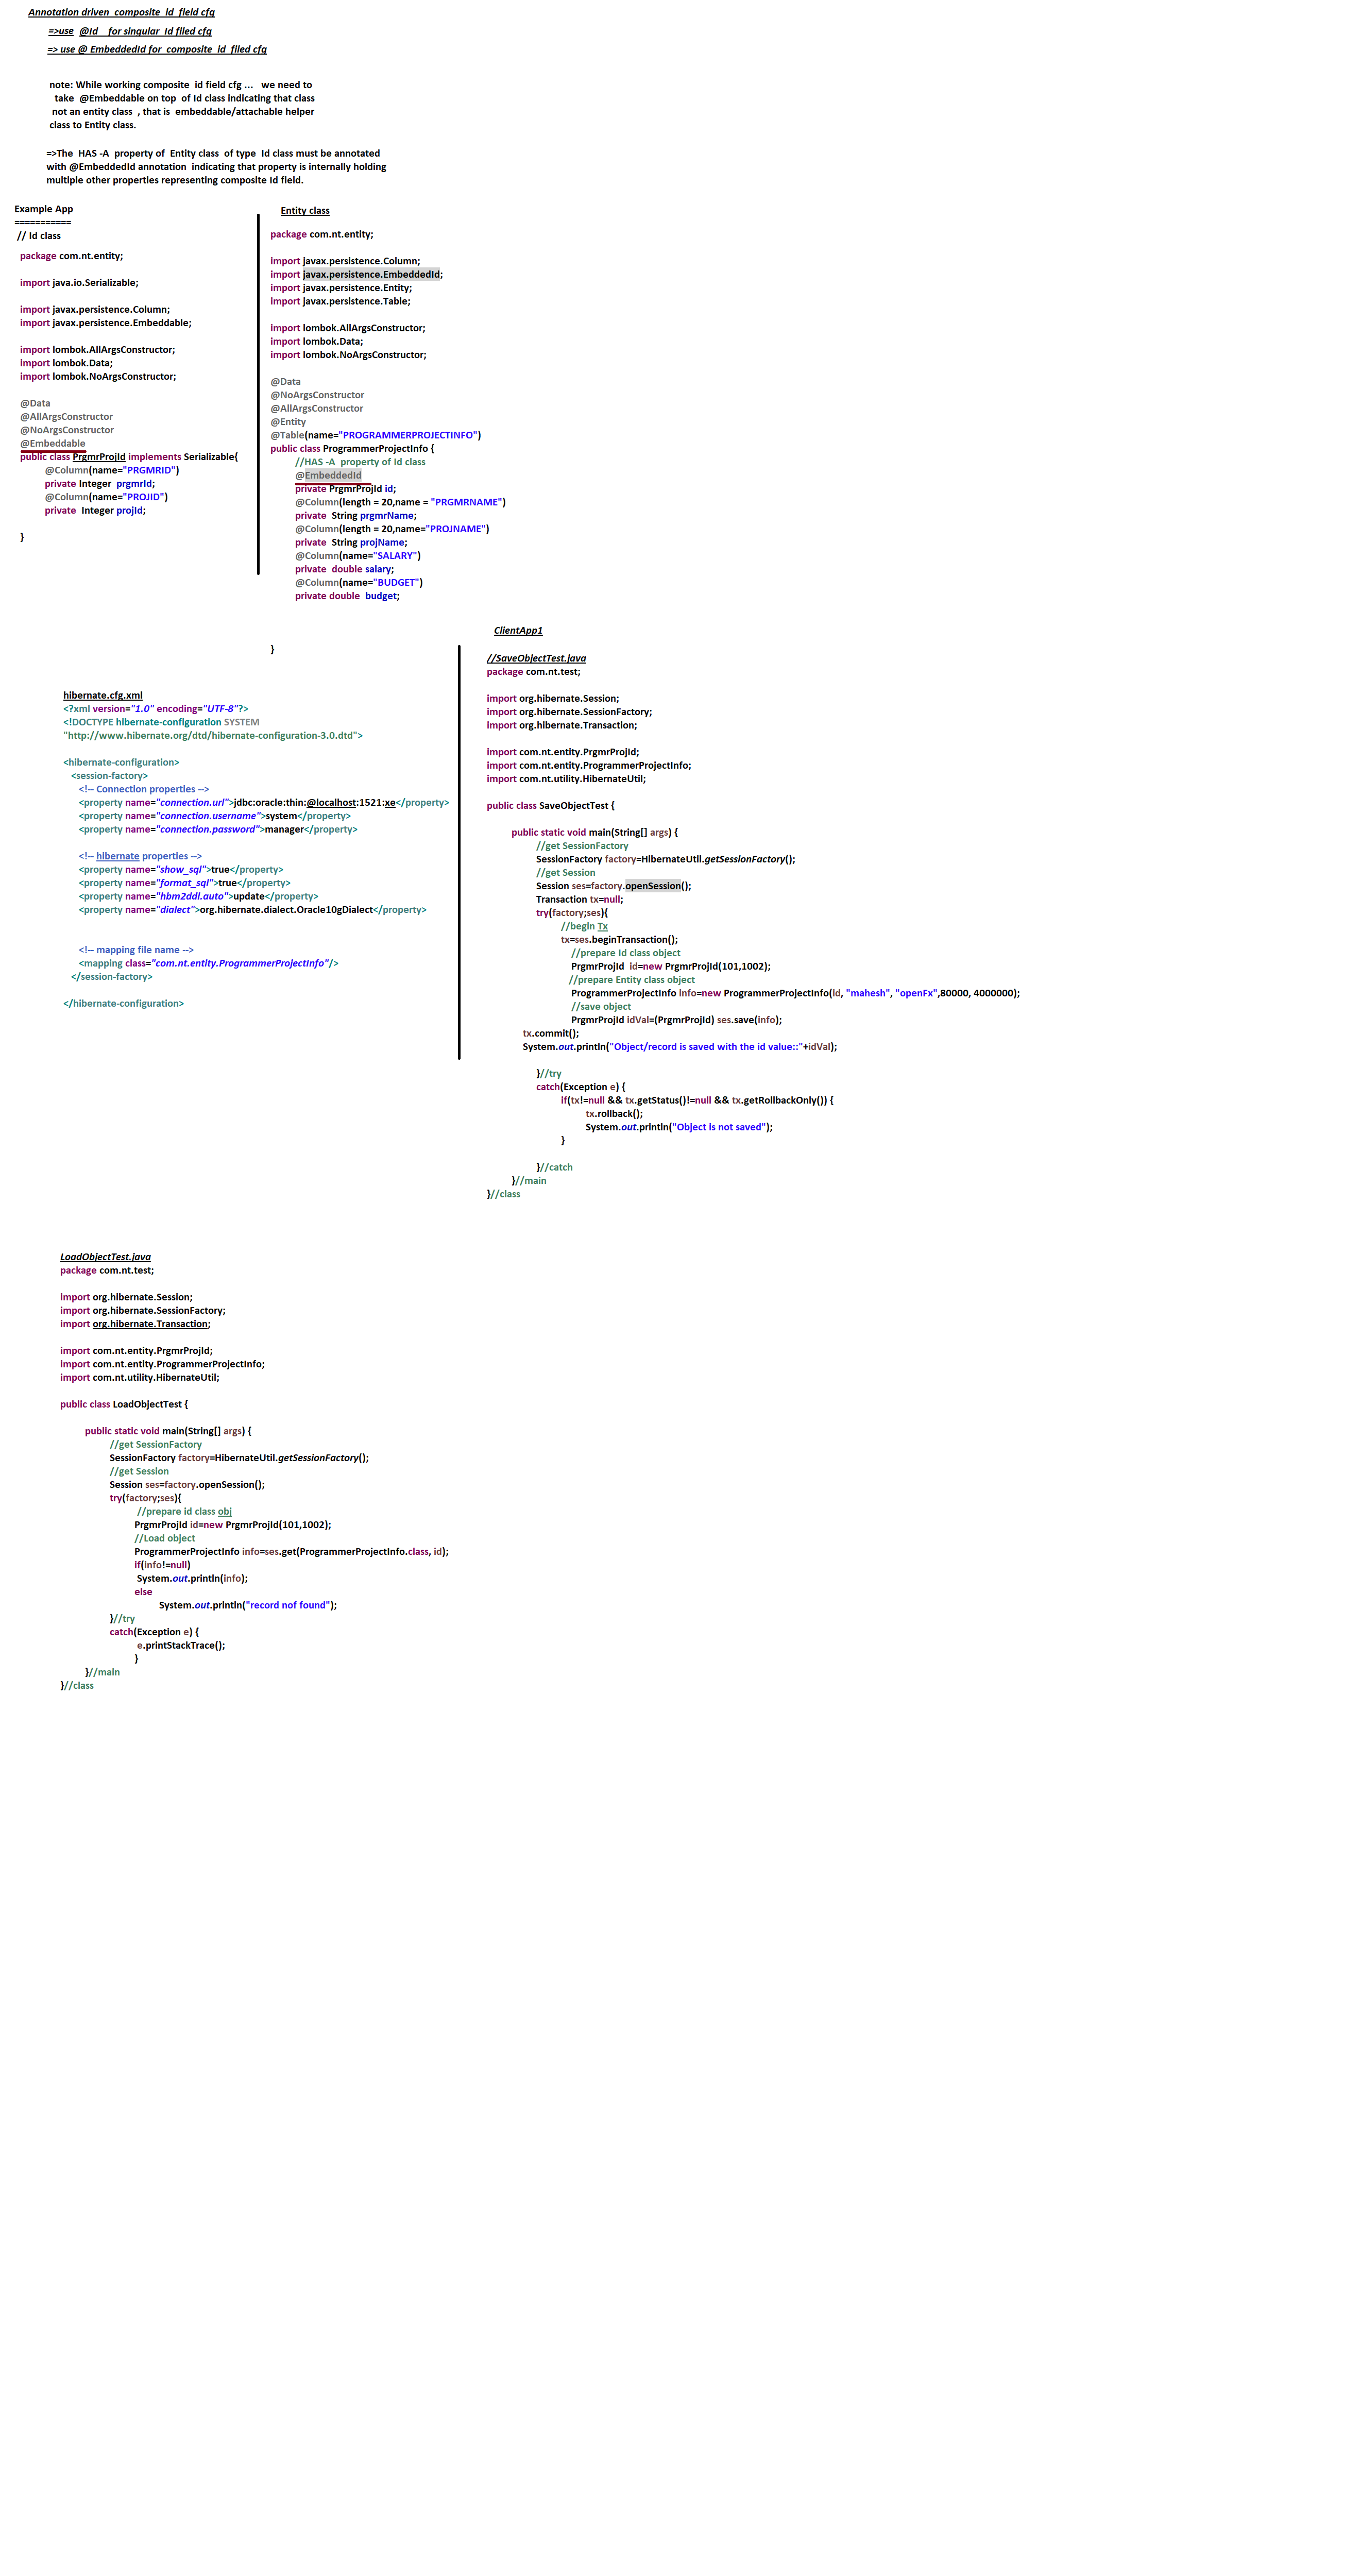 Annotation driven composite id field cfg
=>use @Id for singular Id filed cfg
=> use @ EmbeddedId for composite id filed cfg
note: While working composite id field cfg ... we need to
take @Embeddable on top of Id class indicating that class
not an entity class , that is embeddable/attachable helper
class to Entity class.
=>The HAS -A property of Entity class of type Id class must be annotated
with @EmbeddedId annotation indicating that property is internally holding
multiple other properties representing composite Id field.
Example App
===========
// Id class
package com.nt.entity;
import java.io.Serializable;
import javax.persistence.Column;
import javax.persistence.Embeddable;
import lombok.AllArgsConstructor;
import lombok.Data;
import lombok.NoArgsConstructor;
@Data
@AllArgsConstructor
@NoArgsConstructor
@Embeddable
public class PrgmrProjId implements Serializable{
@Column(name="PRGMRID")
private Integer prgmrId;
@Column(name="PROJID")
private Integer projId;
}
Entity class
package com.nt.entity;
import javax.persistence.Column;
import javax.persistence.EmbeddedId;
import javax.persistence.Entity;
import javax.persistence.Table;
import lombok.AllArgsConstructor;
import lombok.Data;
import lombok.NoArgsConstructor;
@Data
@NoArgsConstructor
@AllArgsConstructor
@Entity
@Table(name="PROGRAMMERPROJECTINFO")
public class ProgrammerProjectInfo {
//HAS -A property of Id class
@EmbeddedId
private PrgmrProjId id;
@Column(length = 20,name = "PRGMRNAME")
private String prgmrName;
@Column(length = 20,name="PROJNAME")
private String projName;
@Column(name="SALARY")
private double salary;
@Column(name="BUDGET")
private double budget;
}
hibernate.cfg.xml
<?xml version="1.0" encoding="UTF-8"?>
<!DOCTYPE hibernate-configuration SYSTEM
"http://www.hibernate.org/dtd/hibernate-configuration-3.0.dtd">
<hibernate-configuration>
<session-factory>
<!-- Connection properties -->
<property name="connection.url">jdbc:oracle:thin:@localhost:1521:xe</property>
<property name="connection.username">system</property>
<property name="connection.password">manager</property>
<!-- hibernate properties -->
<property name="show_sql">true</property>
<property name="format_sql">true</property>
<property name="hbm2ddl.auto">update</property>
<property name="dialect">org.hibernate.dialect.Oracle10gDialect</property>
<!-- mapping file name -->
<mapping class="com.nt.entity.ProgrammerProjectInfo"/>
</session-factory>
</hibernate-configuration>
ClientApp1
//SaveObjectTest.java
package com.nt.test;
import org.hibernate.Session;
import org.hibernate.SessionFactory;
import org.hibernate.Transaction;
import com.nt.entity.PrgmrProjId;
import com.nt.entity.ProgrammerProjectInfo;
import com.nt.utility.HibernateUtil;
public class SaveObjectTest {
public static void main(String[] args) {
//get SessionFactory
SessionFactory factory=HibernateUtil.getSessionFactory();
//get Session
Session ses=factory.openSession();
Transaction tx=null;
try(factory;ses){
//begin Tx
tx=ses.beginTransaction();
//prepare Id class object
PrgmrProjId id=new PrgmrProjId(101,1002);
//prepare Entity class object
ProgrammerProjectInfo info=new ProgrammerProjectInfo(id, "mahesh", "openFx",80000, 4000000);
//save object
PrgmrProjId idVal=(PrgmrProjId) ses.save(info);
tx.commit();
System.out.println("Object/record is saved with the id value::"+idVal);
}//try
catch(Exception e) {
if(tx!=null && tx.getStatus()!=null && tx.getRollbackOnly()) {
tx.rollback();
System.out.println("Object is not saved");
}
}//catch
}//main
}//class
LoadObjectTest.java
package com.nt.test;
import org.hibernate.Session;
import org.hibernate.SessionFactory;
import org.hibernate.Transaction;
import com.nt.entity.PrgmrProjId;
import com.nt.entity.ProgrammerProjectInfo;
import com.nt.utility.HibernateUtil;
public class LoadObjectTest {
public static void main(String[] args) {
//get SessionFactory
SessionFactory factory=HibernateUtil.getSessionFactory();
//get Session
Session ses=factory.openSession();
try(factory;ses){
//prepare id class obj
PrgmrProjId id=new PrgmrProjId(101,1002);
//Load object
ProgrammerProjectInfo info=ses.get(ProgrammerProjectInfo.class, id);
if(info!=null)
System.out.println(info);
else
System.out.println("record nof found");
}//try
catch(Exception e) {
e.printStackTrace();
}
}//main
}//class